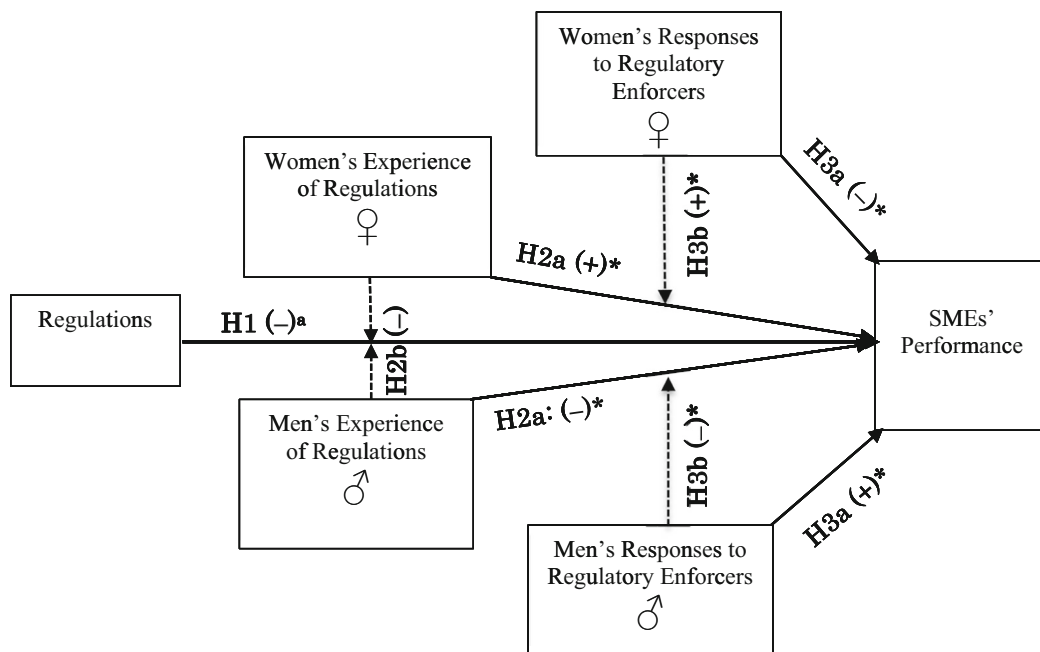 Women's Responses
to Regulatory
Enforcers
♀
H3a (–)*
Women's Experience
of Regulations
♀
H3b (+)*
H2a (+)*
Regulations
H1 (–)ᵃ
H2b (–)
SMEs'
Performance
Men's Experience
of Regulations
♂
H2a: (–)*
H3b (–)*
H3a (+)*
Men's Responses to
Regulatory Enforcers
♂